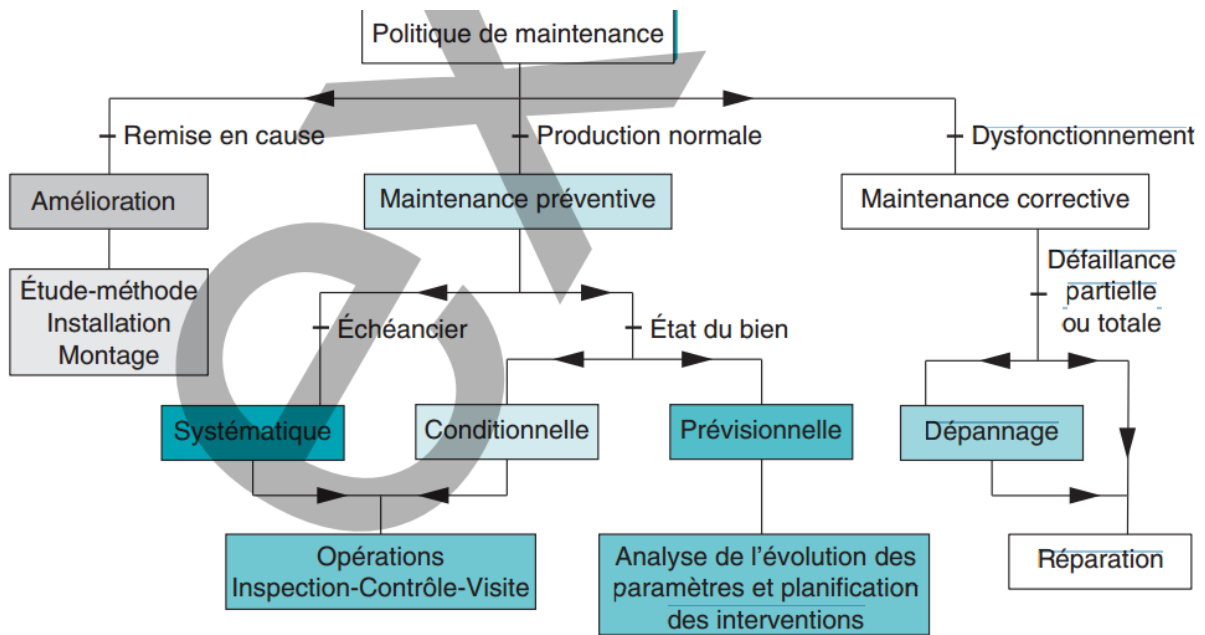 Politique de maintenance
Remise en cause
Production normale
Dysfonctionnement
Amélioration
Maintenance préventive
Maintenance corrective
Étude-méthode
Installation
Montage
Échéancier
État du bien
Défaillance
partielle
ou totale
Systématique
Conditionnelle
Prévisionnelle
Dépannage
Opérations
Inspection-Contrôle-Visite
Analyse de l'évolution des
paramètres et planification
des interventions
Réparation